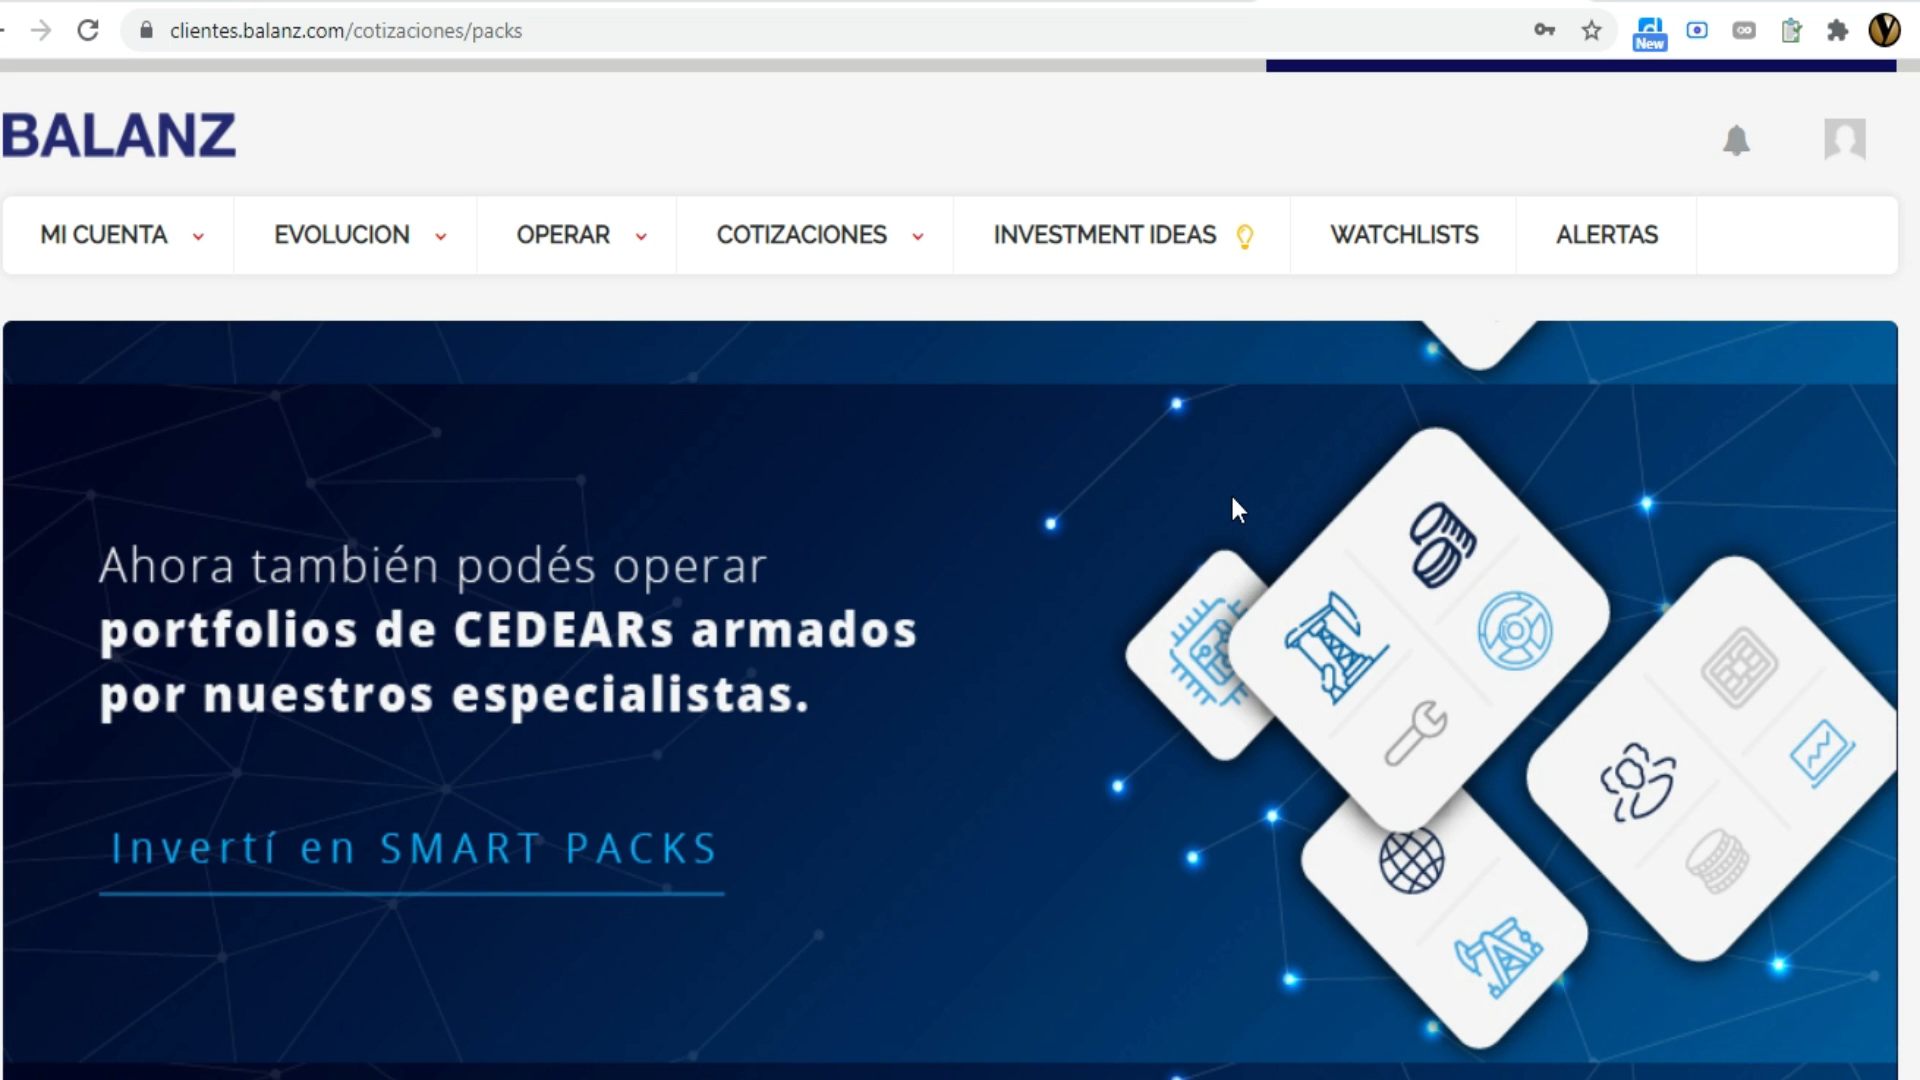 clientes.balanz.com/cotizaciones/packs
New
BALANZ
MI CUENTA EVOLUCION OPERAR COTIZACIONES INVESTMENT IDEAS WATCHLISTS ALERTAS
Ahora también podés operar
portfolios de CEDEARs armados
por nuestros especialistas.
Invertí en SMART PACKS